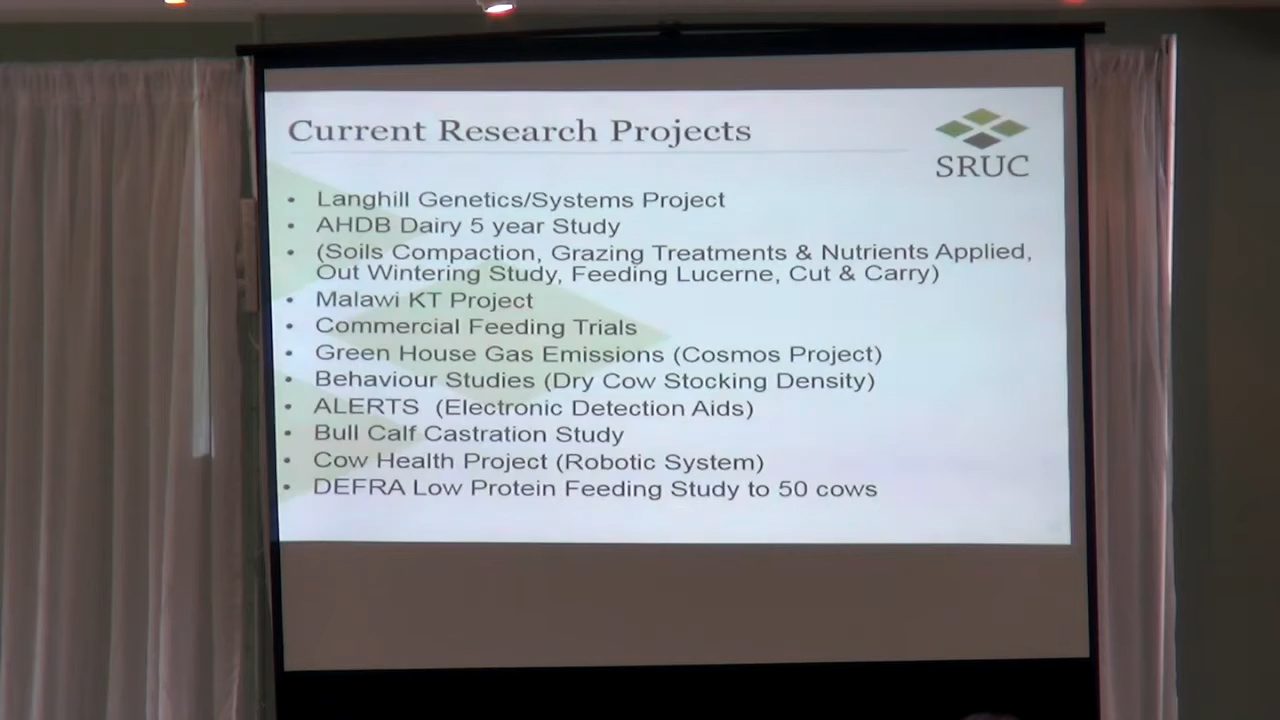 Current Research Projects
SRUC
• Langhill Genetics/Systems Project
• AHDB Dairy 5 year Study
• (Soils Compaction, Grazing Treatments & Nutrients Applied,
Out Wintering Study, Feeding Lucerne, Cut & Carry)
• Malawi KT Project
• Commercial Feeding Trials
• Green House Gas Emissions (Cosmos Project)
• Behaviour Studies (Dry Cow Stocking Density)
• ALERTS (Electronic Detection Aids)
• Bull Calf Castration Study
• Cow Health Project (Robotic System)
• DEFRA Low Protein Feeding Study to 50 cows